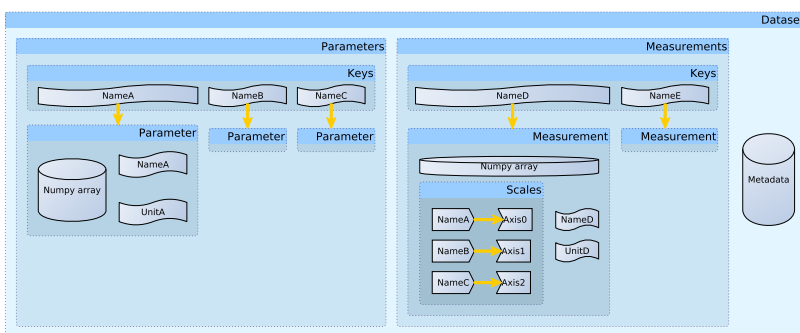 Datase
Parameters
Measurements
Keys
Keys
NameA
NameB
NameC
NameD
NameE
Parameter
Parameter
Parameter
Measurement
Measurement
Numpy array
NameA
UnitA
Numpy array
Scales
NameA
Axis0
NameB
Axis1
NameC
Axis2
NameD
UnitD
Metadata